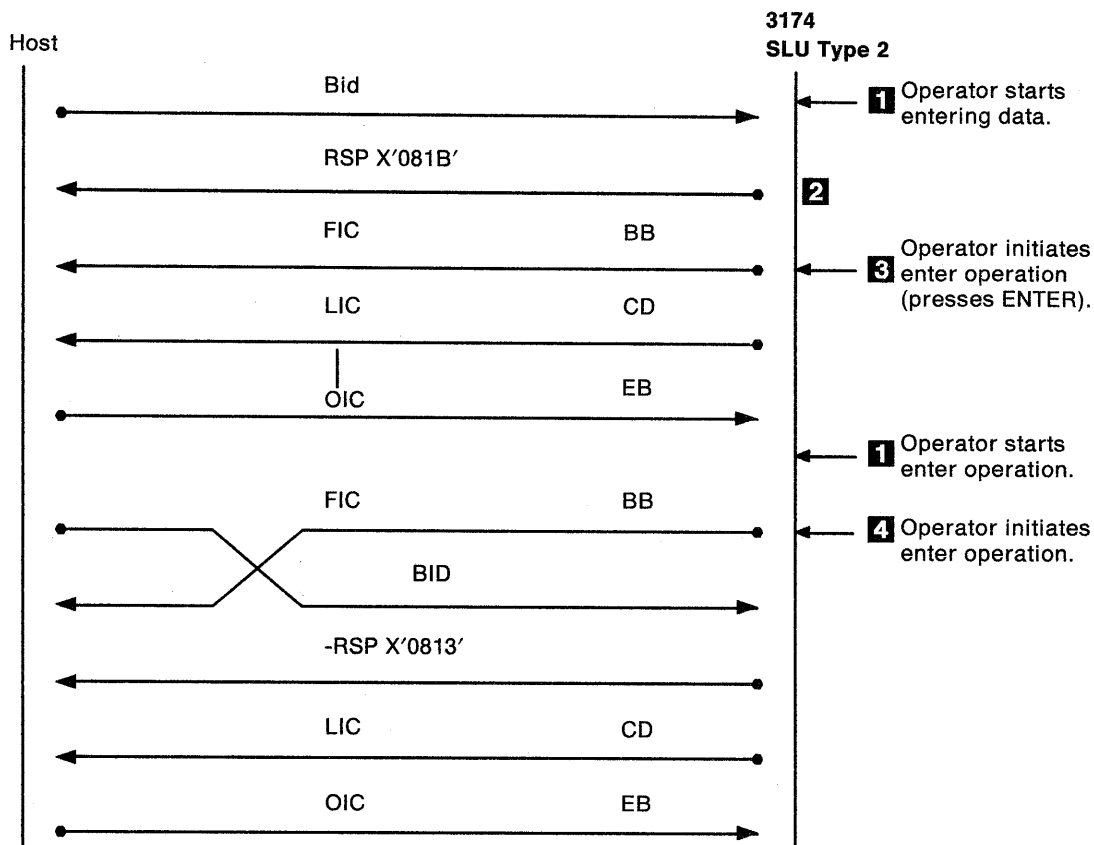 3174
SLU Type 2
Host
Bid
1 Operator starts
entering data.
RSP X′081B′
2
FIC BB
3 Operator initiates
enter operation
(presses ENTER).
LIC CD
OIC EB
1 Operator starts
enter operation.
FIC BB
4 Operator initiates
enter operation.
BID
-RSP X′0813′
LIC CD
OIC EB